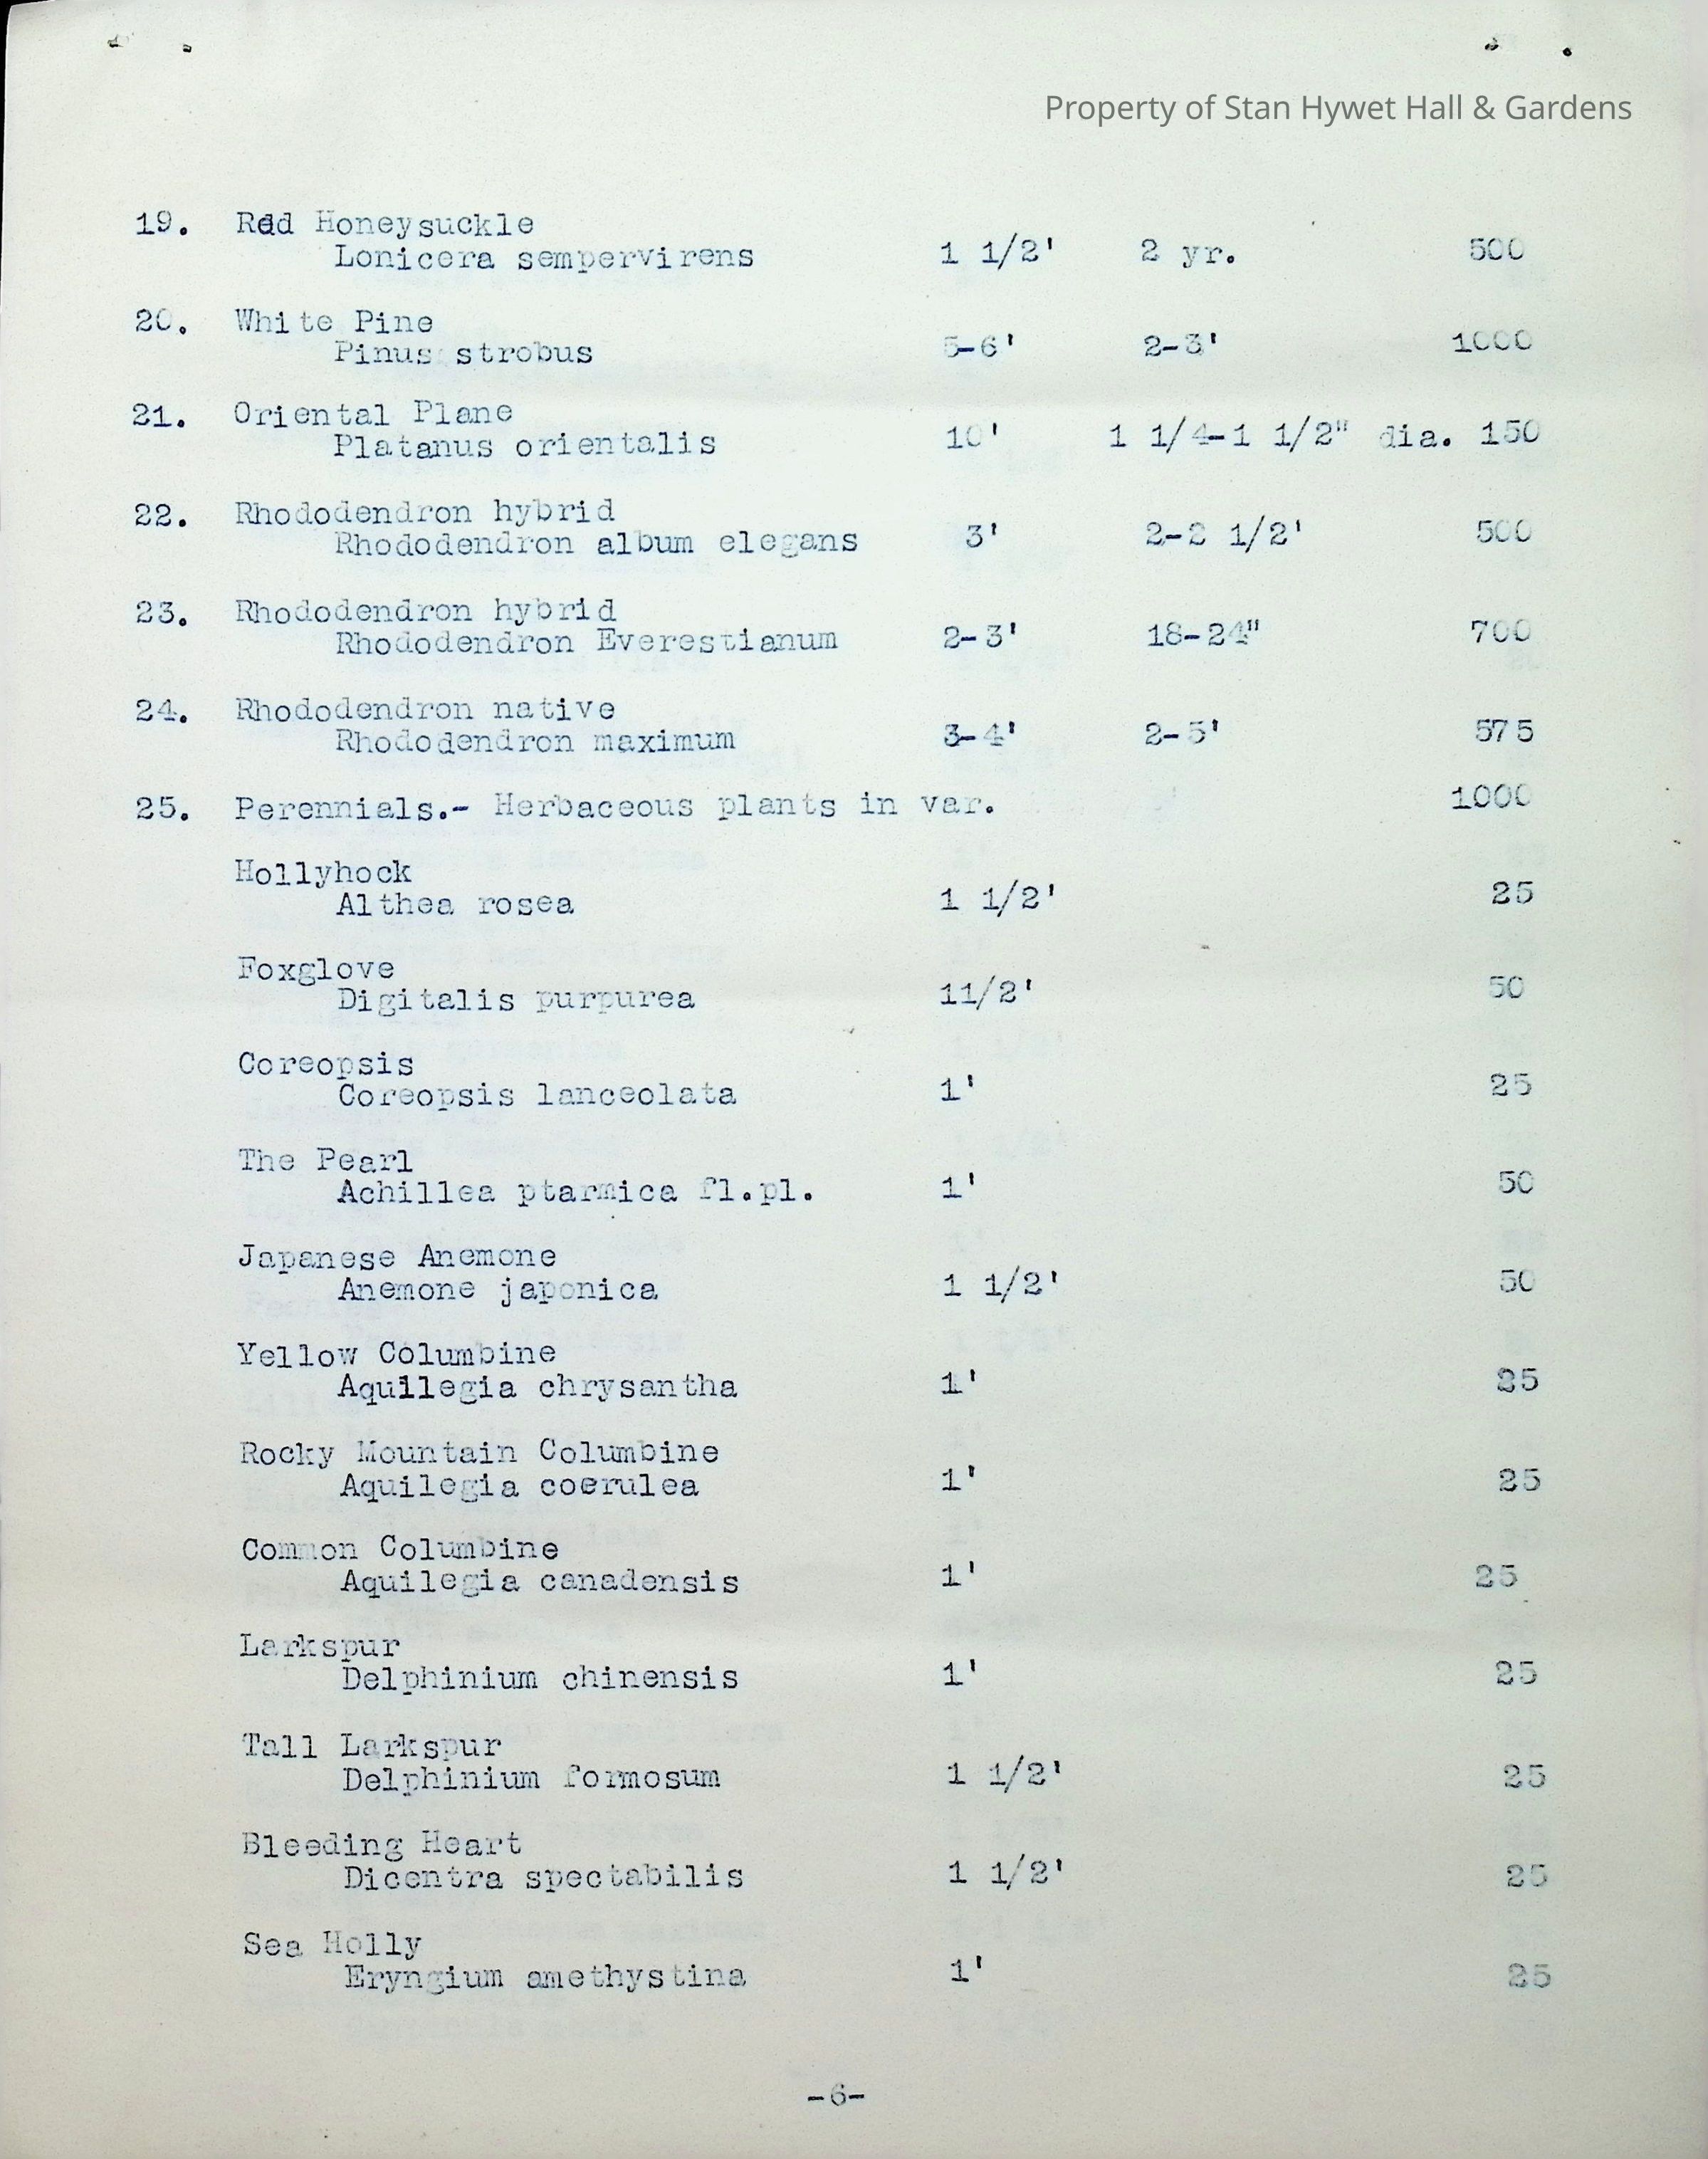 Property of Stan Hywet Hall & Gardens
19. Red Honeysuckle
Lonicera sempervirens 1 1/2' 2 yr. 500
20. White Pine
Pinus strobus 5-6' 2-3' 1000
21. Oriental Plane
Platanus orientalis 10' 1 1/4-1 1/2" dia. 150
22. Rhododendron hybrid
Rhododendron album elegans 3' 2-2 1/2' 500
23. Rhododendron hybrid
Rhododendron Everestianum 2-3' 18-24" 700
24. Rhododendron native
Rhododendron maximum 3-4' 2-5' 575
25. Perennials.- Herbaceous plants in var. 1000
Hollyhock
Althea rosea 1 1/2' 25
Foxglove
Digitalis purpurea 11/2' 50
Coreopsis
Coreopsis lanceolata 1' 25
The Pearl
Achillea ptarmica fl.pl. 1' 50
Japanese Anemone
Anemone japonica 1 1/2' 50
Yellow Columbine
Aquilegia chrysantha 1' 25
Rocky Mountain Columbine
Aquilegia coerulea 1' 25
Common Columbine
Aquilegia canadensis 1' 25
Larkspur
Delphinium chinensis 1' 25
Tall Larkspur
Delphinium formosum 1 1/2' 25
Bleeding Heart
Dicentra spectabilis 1 1/2' 25
Sea Holly
Eryngium amethystina 1' 25
-6-